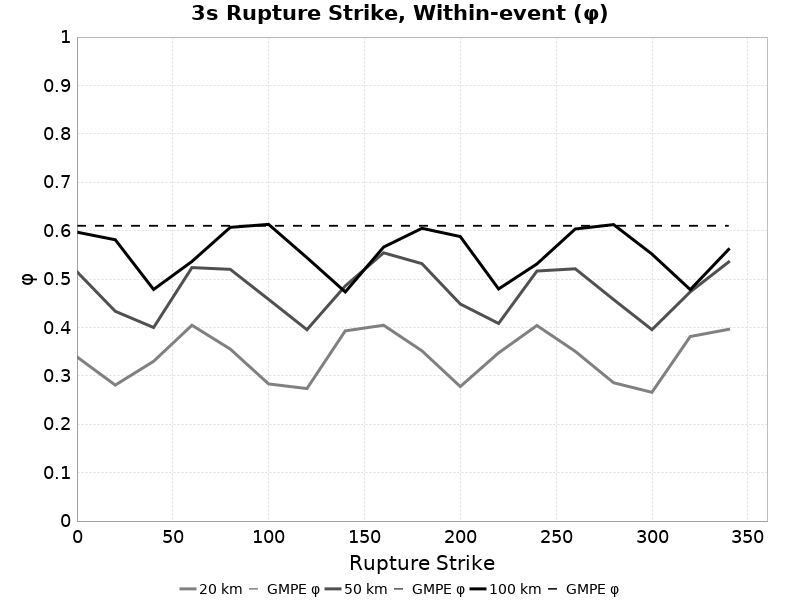 3s Rupture Strike, Within-event (φ)
1
0.9
0.8
0.7
0.6
0.5
0.4
0.3
0.2
0.1
0
φ
0 50 100 150 200 250 300 350
Rupture Strike
20 km GMPE φ 50 km GMPE φ 100 km GMPE φ